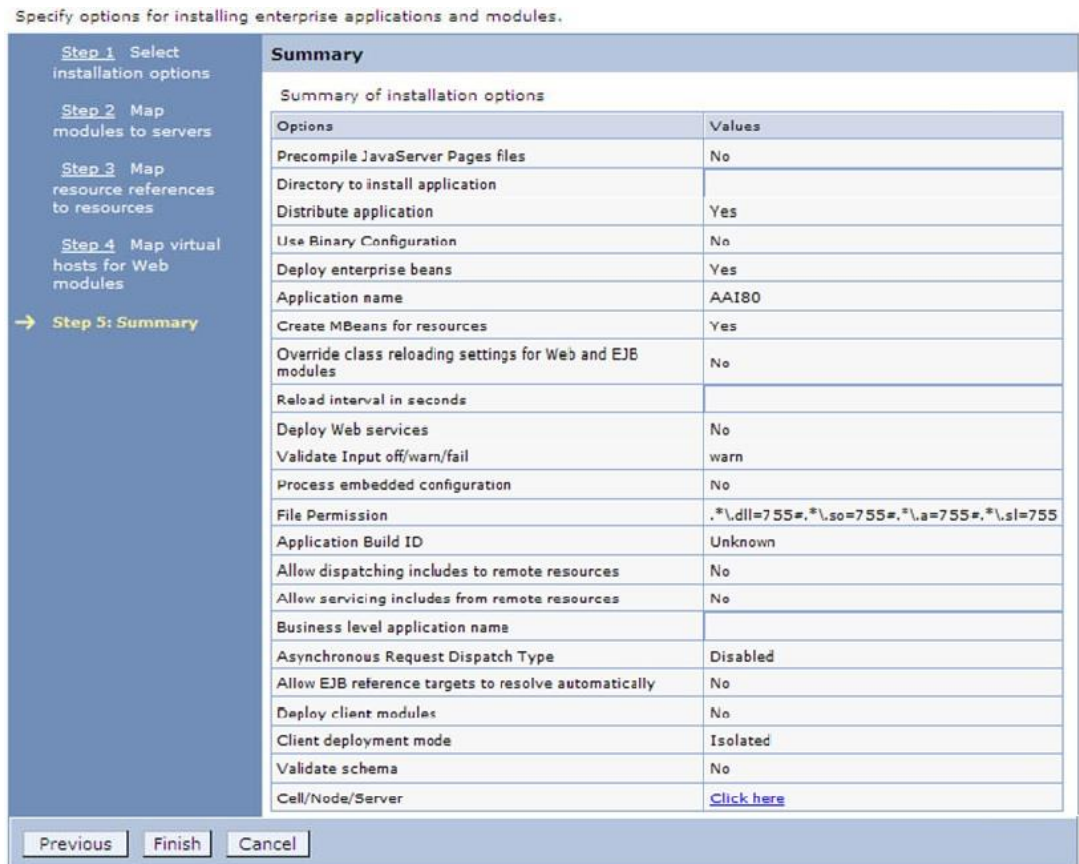 Specify options for installing enterprise applications and modules.
Step 1 Select
installation options
Step 2 Map
modules to servers
Step 3 Map
resource references
to resources
Step 4 Map virtual
hosts for Web
modules
Step 5: Summary
Summary
Summary of installation options
Options Values
Precompile JavaServer Pages files No
Directory to install application
Distribute application Yes
Use Binary Configuration No
Deploy enterprise beans Yes
Application name AAI80
Create MBeans for resources Yes
Override class reloading settings for Web and EJB
modules No
Reload interval in seconds
Deploy Web services No
Validate Input off/warn/fail warn
Process embedded configuration No
File Permission .*\.dll=755#.*\.so=755#.*\.a=755#.*\.sl=755
Application Build ID Unknown
Allow dispatching includes to remote resources No
Allow servicing includes from remote resources No
Business level application name
Asynchronous Request Dispatch Type Disabled
Allow EJB reference targets to resolve automatically No
Deploy client modules No
Client deployment mode Isolated
Validate schema No
Cell/Node/Server Click here
Previous Finish Cancel